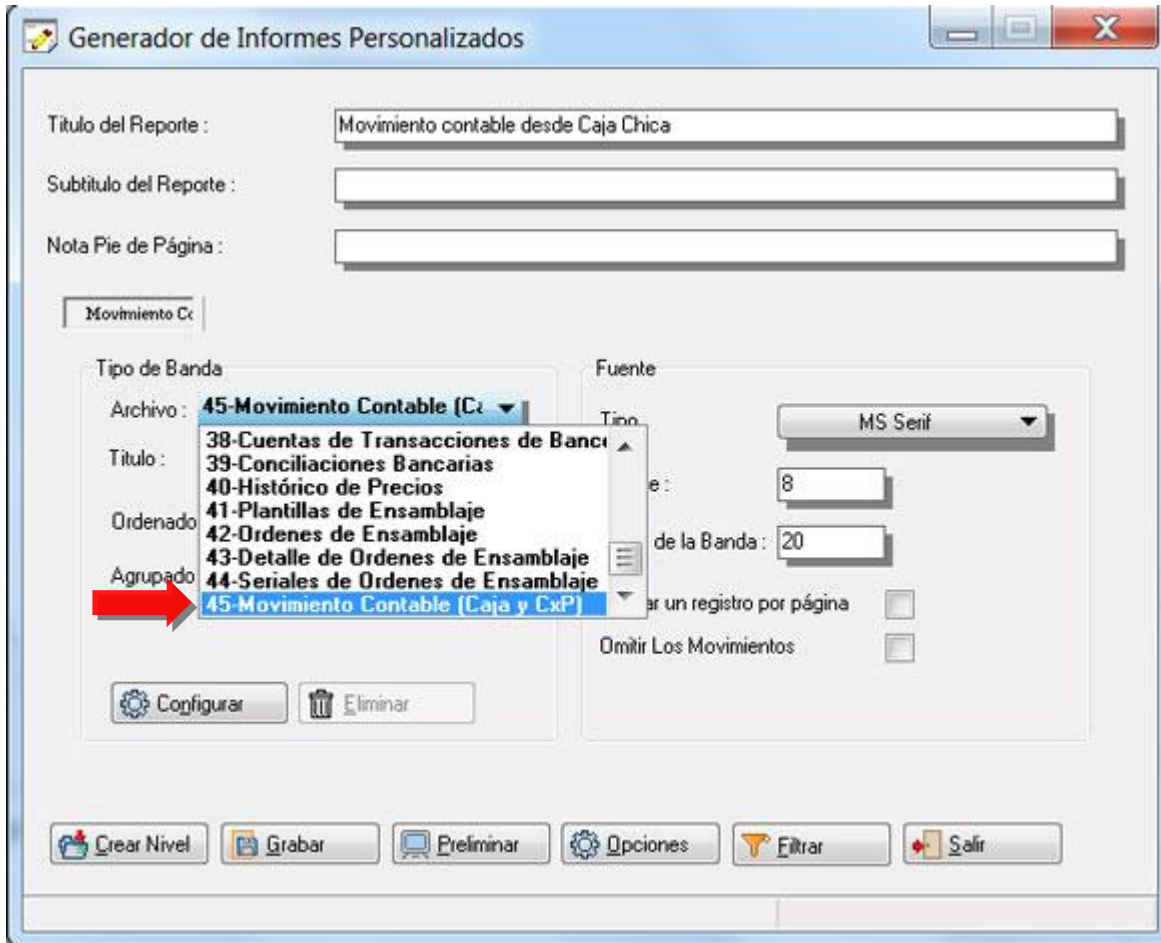 Generador de Informes Personalizados
Titulo del Reporte : Movimiento contable desde Caja Chica
Subtitulo del Reporte :
Nota Pie de Página :
Movimiento Cc
Tipo de Banda
Archivo : 45-Movimiento Contable (Ca
38-Cuentas de Transacciones de Banc
39-Conciliaciones Bancarias
40-Histórico de Precios
41-Plantillas de Ensamblaje
42-Ordenes de Ensamblaje
43-Detalle de Ordenes de Ensamblaje
44-Seriales de Ordenes de Ensamblaje
45-Movimiento Contable (Caja y CxP)
Titulo :
Ordenado
Agrupado
Configurar Eliminar
Fuente
Tipo MS Serif
e : 8
de la Banda : 20
ar un registro por página
Omitir Los Movimientos
Crear Nivel Grabar Preliminar Opciones Filtrar Salir